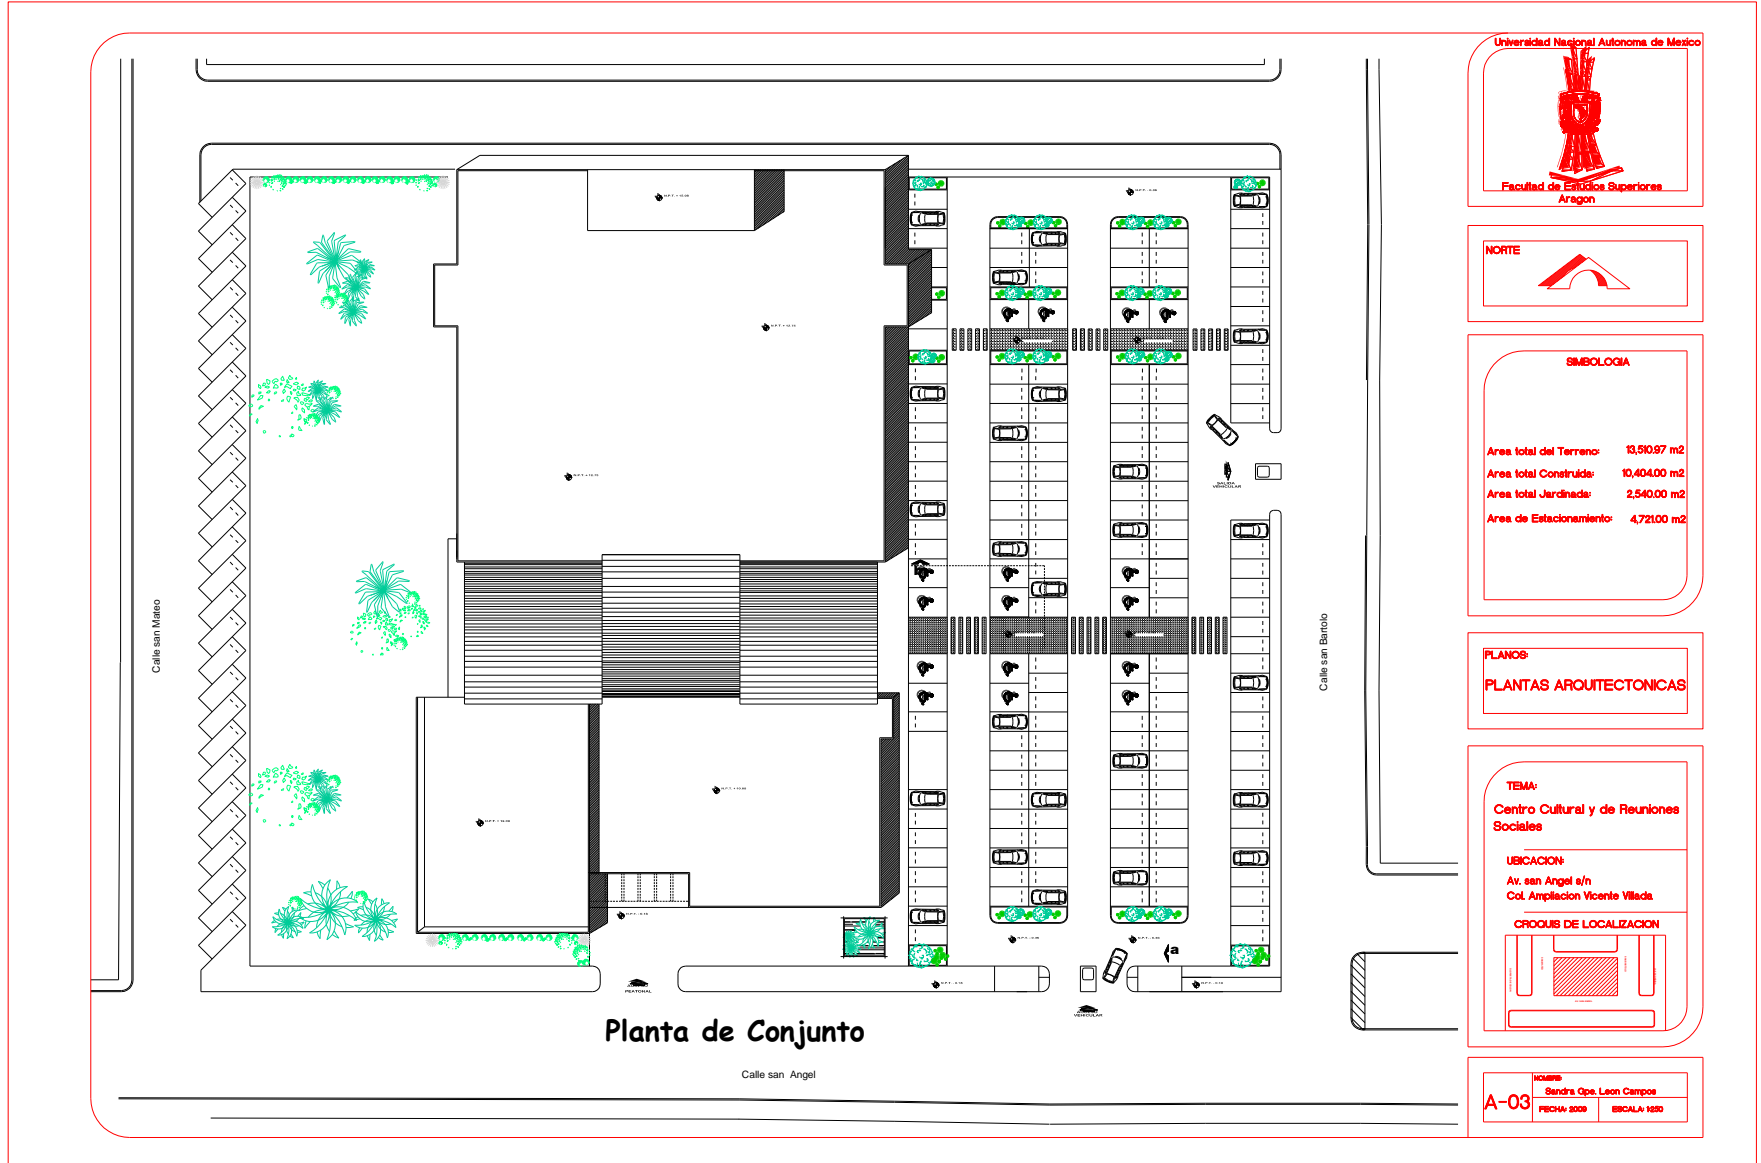 Universidad Nacional Autonoma de Mexico
Facultad de Estudios Superiores
Aragon
NORTE
SIMBOLOGIA
Area total del Terreno: 13,510.97 m2
Area total Construida: 10,404.00 m2
Area total Jardinada: 2,540.00 m2
Area de Estacionamiento: 4,721.00 m2
PLANOS:
PLANTAS ARQUITECTONICAS
TEMA:
Centro Cultural y de Reuniones
Sociales
UBICACION:
Av. san Angel s/n
Col. Ampliacion Vicente Villada
CROQUIS DE LOCALIZACION
NOMBRE:
Sandra Gpe. Leon Campos
A-03
FECHA: 2009
ESCALA: 1:250
Calle san Mateo
Calle san Bartolo
SALIDA
VEHICULAR
PEATONAL
VEHICULAR
a
Planta de Conjunto
Calle san Angel